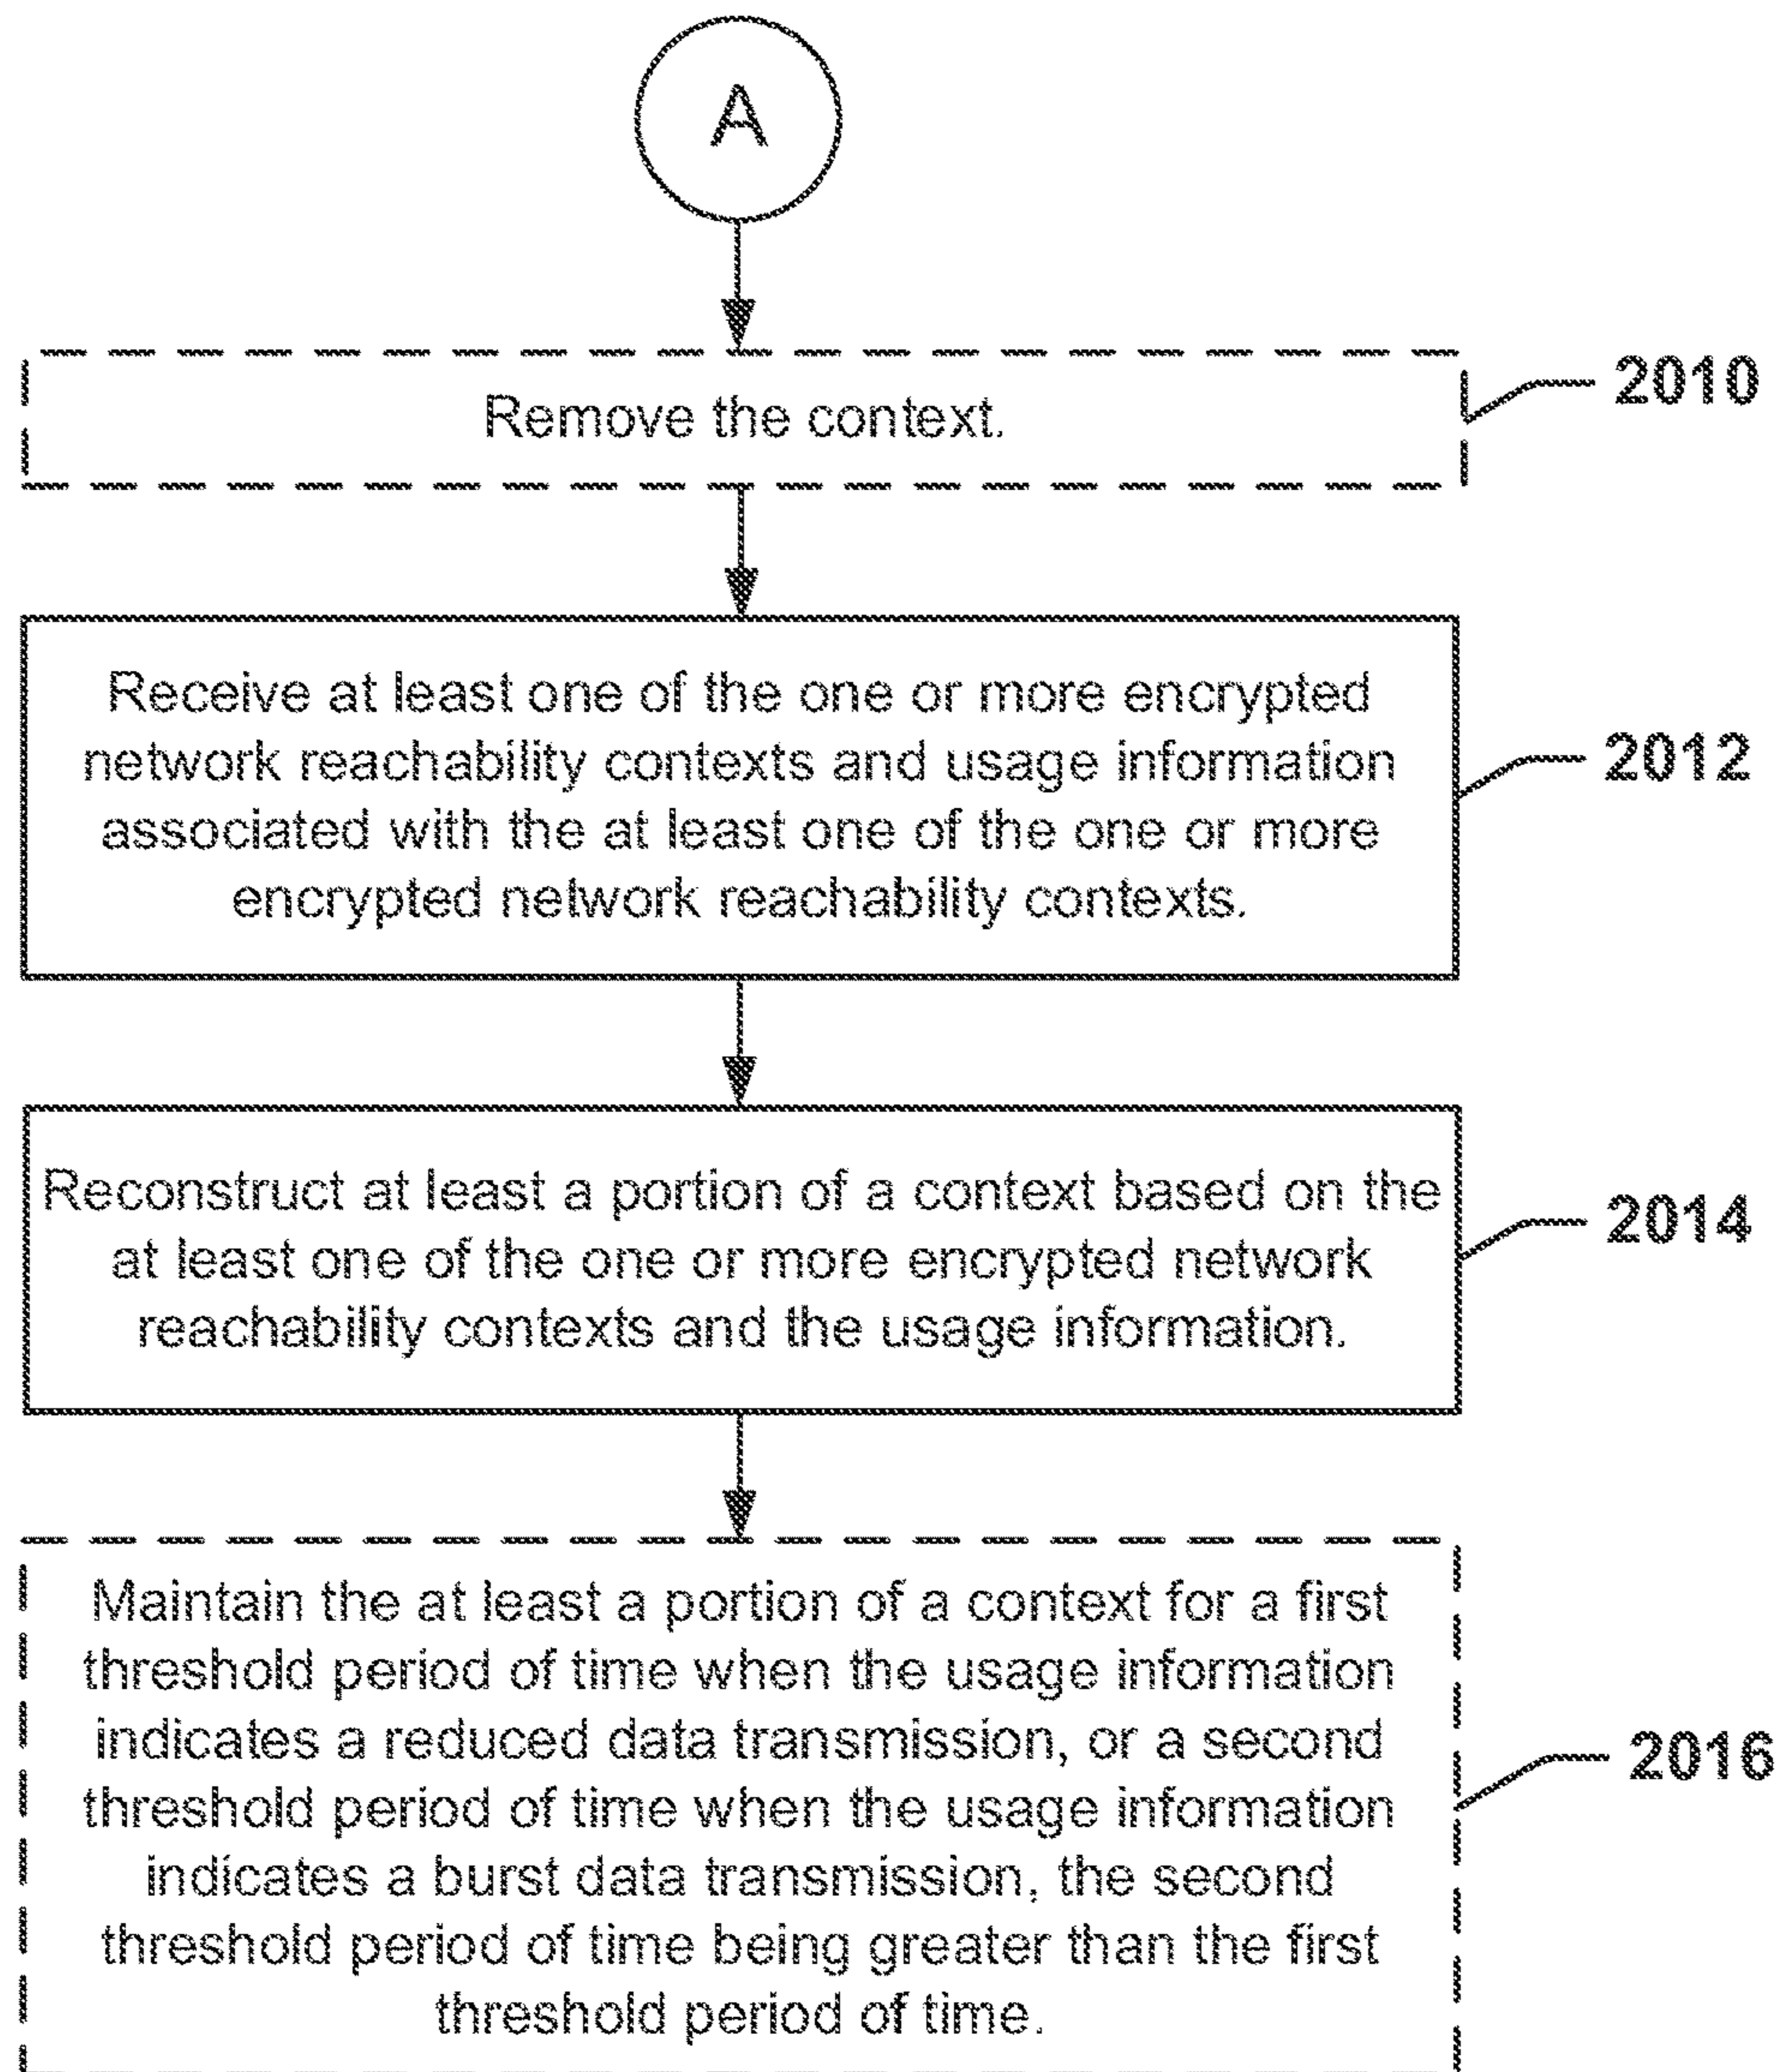 A
Remove the context.
2010
Receive at least one of the one or more encrypted
network reachability contexts and usage information
associated with the at least one of the one or more
encrypted network reachability contexts.
2012
Reconstruct at least a portion of a context based on the
at least one of the one or more encrypted network
reachability contexts and the usage information.
2014
Maintain the at least a portion of a context for a first
threshold period of time when the usage information
indicates a reduced data transmission, or a second
threshold period of time when the usage information
indicates a burst data transmission, the second
threshold period of time being greater than the first
threshold period of time.
2016